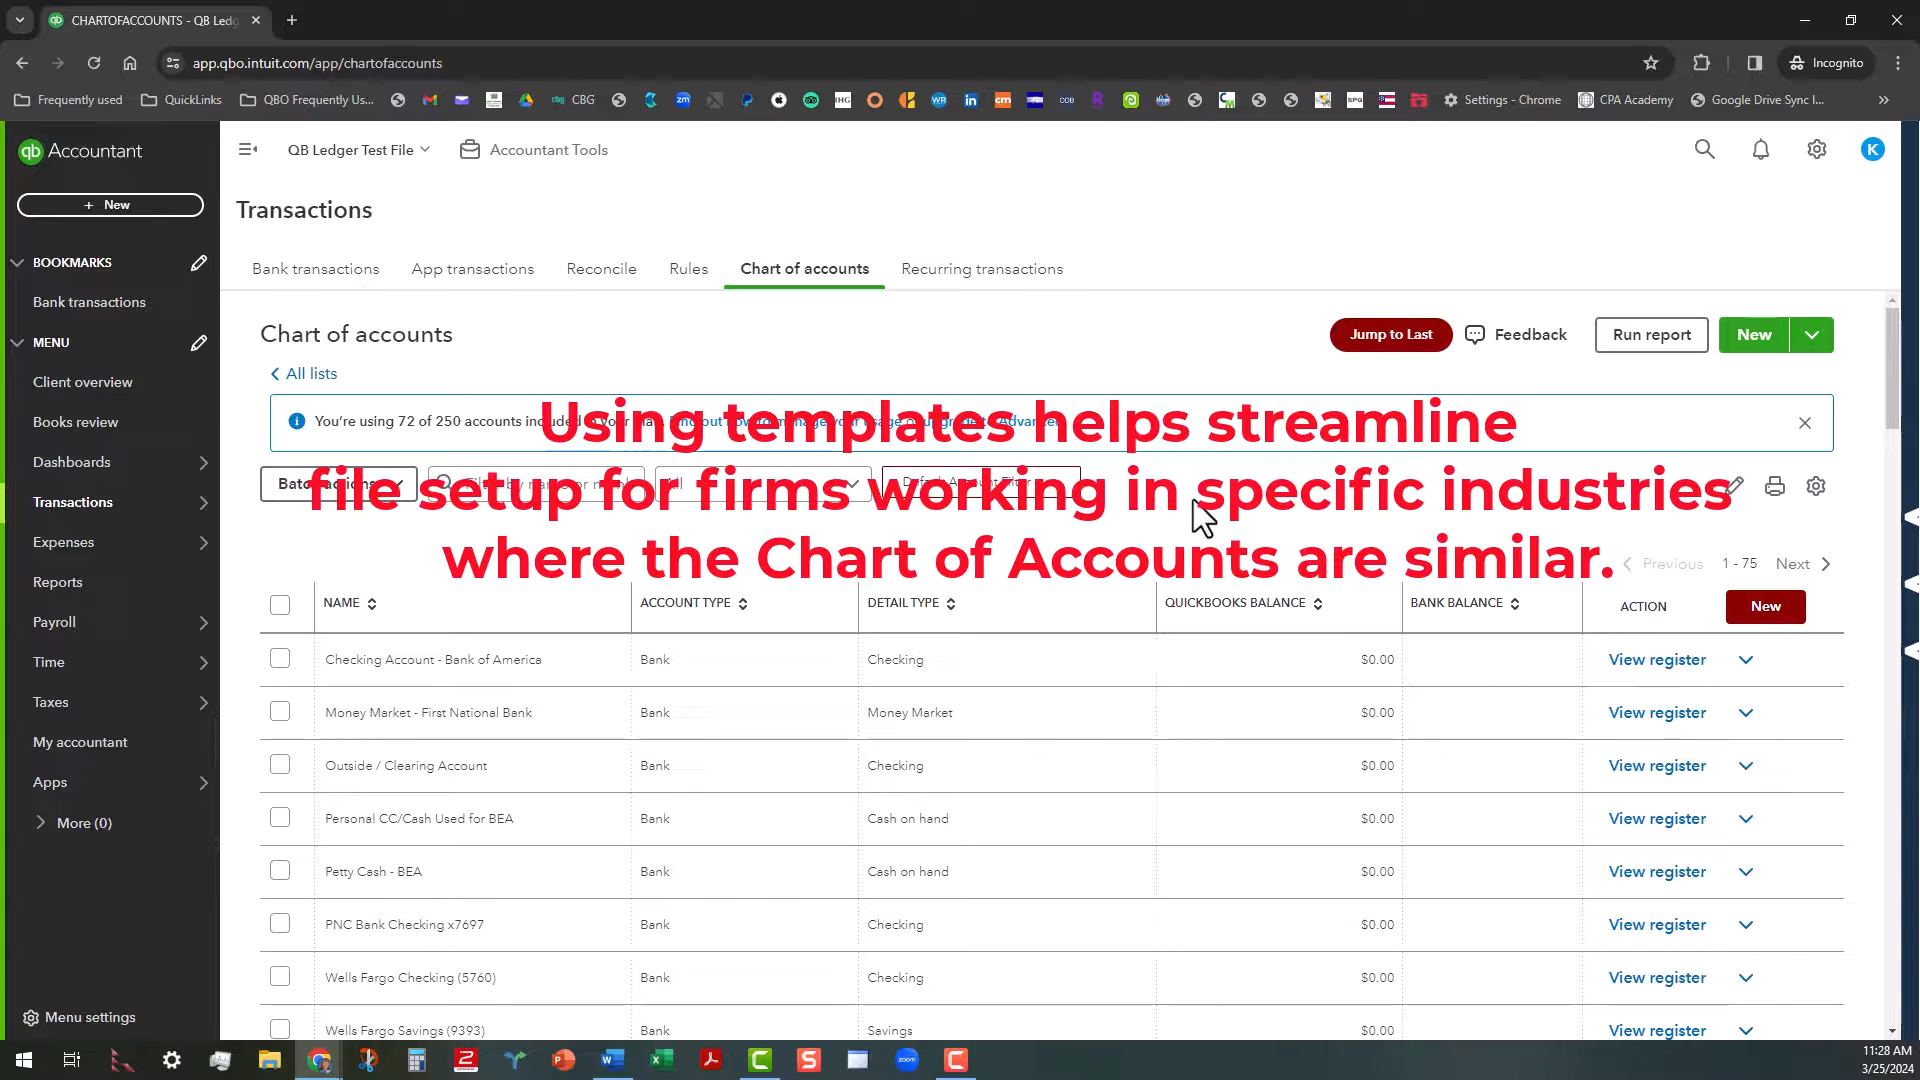 CHARTOFACCOUNTS - QB Ledg
app.qbo.intuit.com/app/chartofaccounts
Incognito
Frequently used
QuickLinks
QBO Frequently Us...
CBG
Settings - Chrome
CPA Academy
Google Drive Sync I...
qb Accountant
QB Ledger Test File
Accountant Tools
K
+ New
Transactions
BOOKMARKS
Bank transactions
MENU
Client overview
Books review
Dashboards
Transactions
Expenses
Reports
Payroll
Time
Taxes
My accountant
Apps
More (0)
Menu settings
Bank transactions App transactions Reconcile Rules Chart of accounts Recurring transactions
Chart of accounts
Jump to Last Feedback Run report New
All lists
You're using 72 of 250 accounts included in your plan.
Using templates helps streamline
file setup for firms working in specific industries
where the Chart of Accounts are similar.
Batch actions
All
Default Account Filter
Previous 1 - 75 Next
NAME ACCOUNT TYPE DETAIL TYPE QUICKBOOKS BALANCE BANK BALANCE ACTION New
Checking Account - Bank of America Bank Checking $0.00 View register
Money Market - First National Bank Bank Money Market $0.00 View register
Outside / Clearing Account Bank Checking $0.00 View register
Personal CC/Cash Used for BEA Bank Cash on hand $0.00 View register
Petty Cash - BEA Bank Cash on hand $0.00 View register
PNC Bank Checking x7697 Bank Checking $0.00 View register
Wells Fargo Checking (5760) Bank Checking $0.00 View register
Wells Fargo Savings (9393) Bank Savings $0.00 View register
11:28 AM
3/25/2024